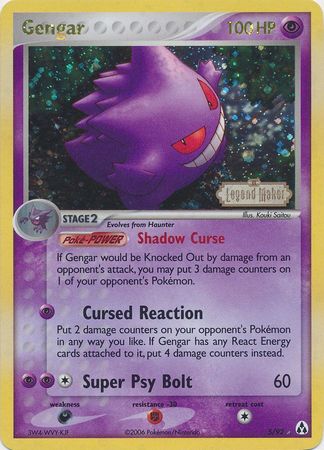 Gengar 100 HP
Legend Maker
Illus. Kouki Saitou
STAGE 2
Evolves from Haunter
Poké-POWER Shadow Curse
If Gengar would be Knocked Out by damage from an
opponent's attack, you may put 3 damage counters on
1 of your opponent's Pokémon.
Cursed Reaction
Put 2 damage counters on your opponent's Pokémon
in any way you like. If Gengar has any React Energy
cards attached to it, put 4 damage counters instead.
Super Psy Bolt 60
weakness resistance -30 retreat cost
3W4-WVY-KJF ©2006 Pokémon/Nintendo 5/92